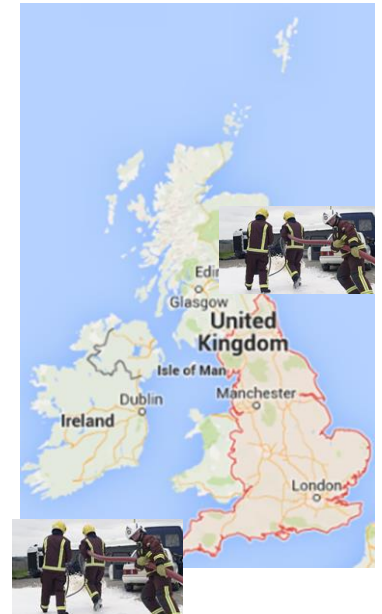 Edi
Glasgow
United
Kingdom
Isle of Man
Manchester
Dublin
Ireland
London